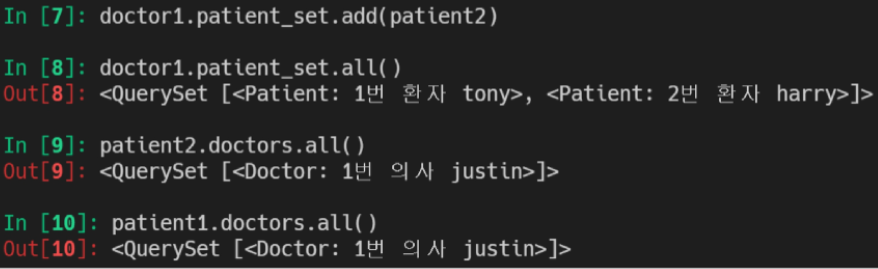 In [7]: doctor1.patient_set.add(patient2)
In [8]: doctor1.patient_set.all()
Out[8]: <QuerySet [<Patient: 1번 환자 tony>, <Patient: 2번 환자 harry>]>
In [9]: patient2.doctors.all()
Out[9]: <QuerySet [<Doctor: 1번 의사 justin>]>
In [10]: patient1.doctors.all()
Out[10]: <QuerySet [<Doctor: 1번 의사 justin>]>